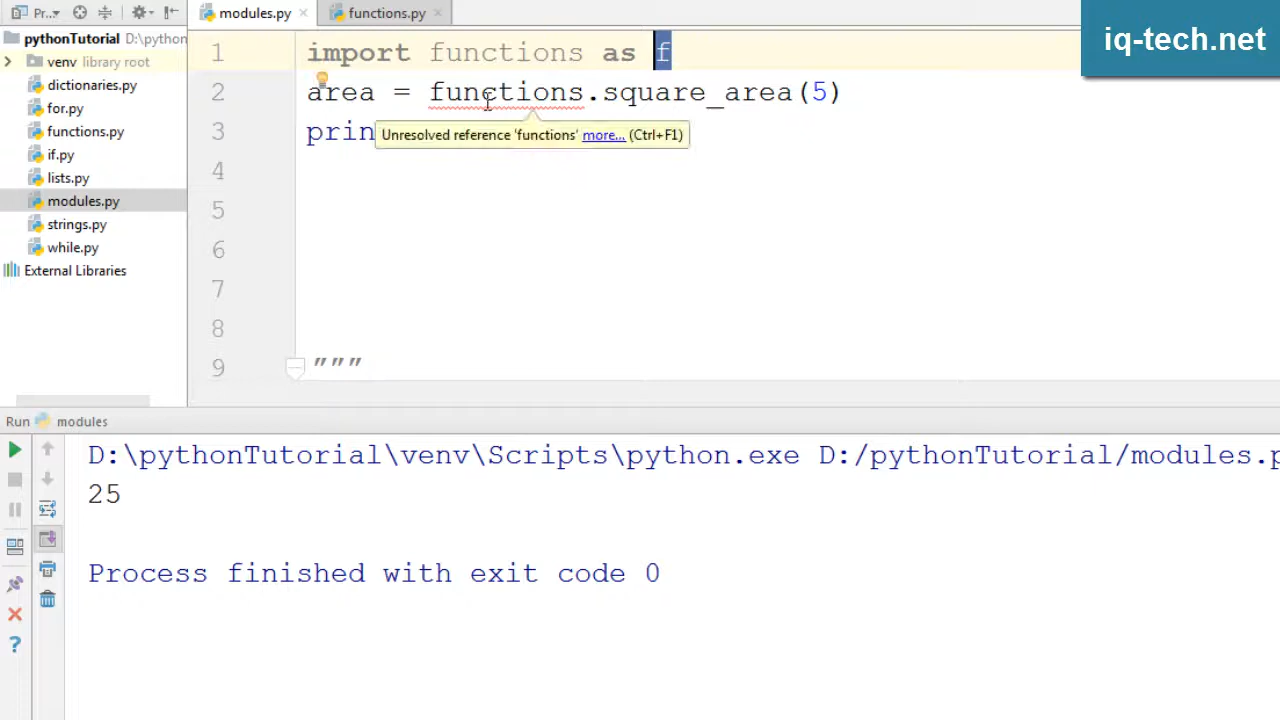 Pr...
modules.py
functions.py
iq-tech.net
pythonTutorial D:\python
venv library root
dictionaries.py
for.py
functions.py
if.py
lists.py
modules.py
strings.py
while.py
External Libraries
1 import functions as f
2 area = functions.square_area(5)
3 prin
Unresolved reference 'functions' more... (Ctrl+F1)
4
5
6
7
8
9 """
Run modules
D:\pythonTutorial\venv\Scripts\python.exe D:/pythonTutorial/modules.p
25
Process finished with exit code 0